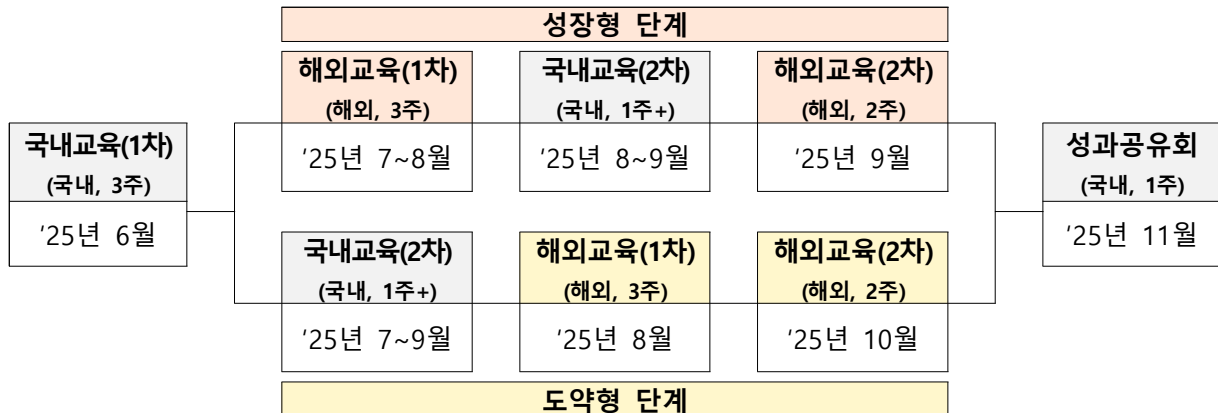 성장형 단계
해외교육(1차)
(해외, 3주)
'25년 7~8월
국내교육(2차)
(국내, 1주+)
'25년 8~9월
해외교육(2차)
(해외, 2주)
'25년 9월
국내교육(1차)
(국내, 3주)
'25년 6월
성과공유회
(국내, 1주)
'25년 11월
국내교육(2차)
(국내, 1주+)
'25년 7~9월
해외교육(1차)
(해외, 3주)
'25년 8월
해외교육(2차)
(해외, 2주)
'25년 10월
도약형 단계